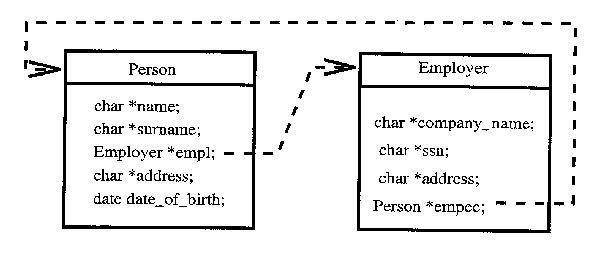 Person
char *name;
char *surname;
Employer *empl;
char *address;
date date_of_birth;
Employer
char *company_name;
char *ssn;
char *address;
Person *empee;